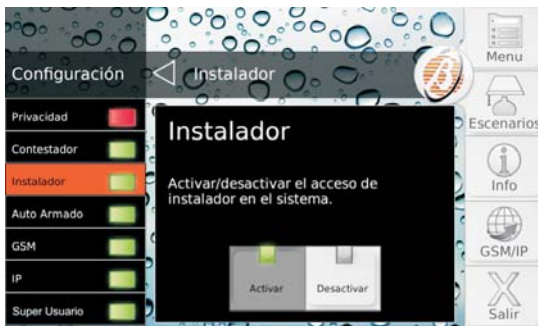 Configuración
Instalador
Privacidad
Contestador
Instalador
Auto Armado
GSM
IP
Super Usuario
Instalador
Activar/desactivar el acceso de
instalador en el sistema.
Activar
Desactivar
Menu
Escenarios
Info
GSM/IP
Salir